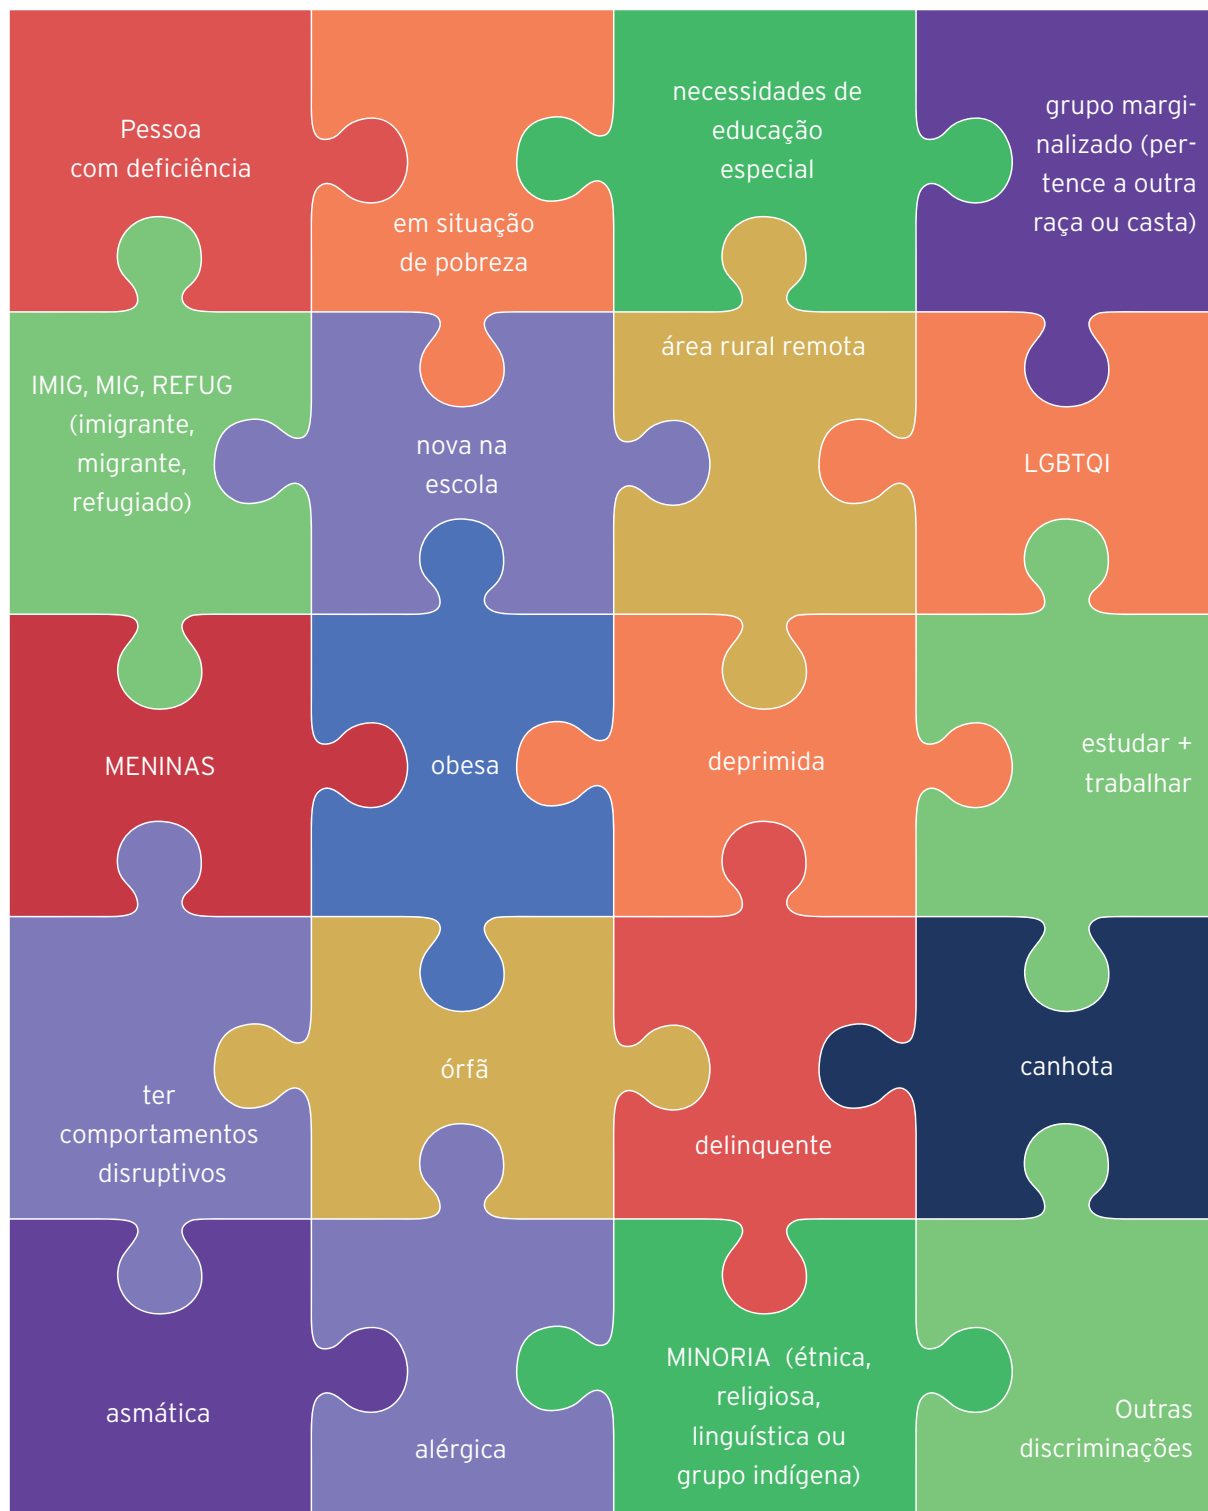 Pessoa
com deficiência
em situação
de pobreza
necessidades de
educação
especial
grupo margi-
nalizado (per-
tence a outra
raça ou casta)
IMIG, MIG, REFUG
(imigrante,
migrante,
refugiado)
nova na
escola
área rural remota
LGBTQI
MENINAS
obesa
deprimida
estudar +
trabalhar
ter
comportamentos
disruptivos
órfã
delinquente
canhota
asmática
alérgica
MINORIA (étnica,
religiosa,
linguística ou
grupo indígena)
Outras
discriminações